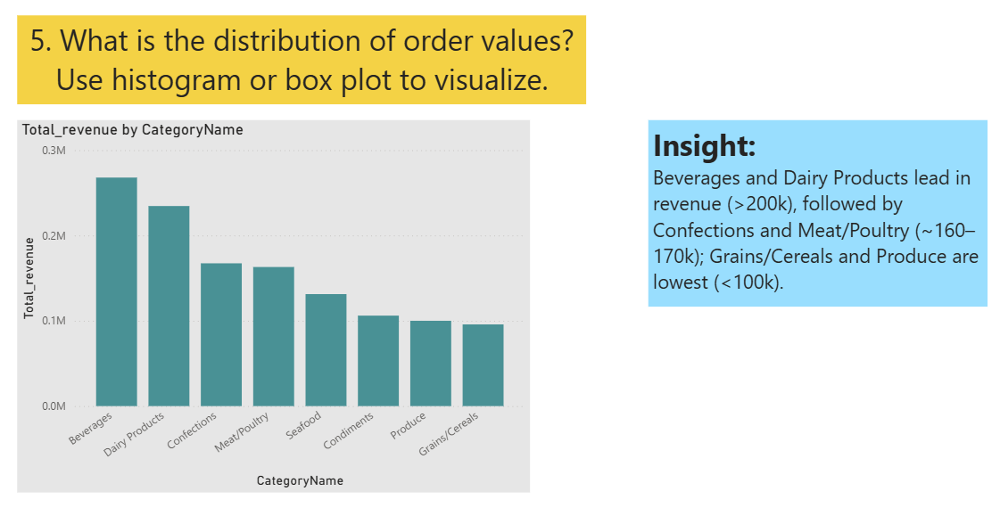 5. What is the distribution of order values?
Use histogram or box plot to visualize.
Total_revenue by CategoryName
0.3M
0.2M
0.1M
0.0M
Total_revenue
Beverages
Dairy Products
Confections
Meat/Poultry
Seafood
Condiments
Produce
Grains/Cereals
CategoryName
Insight:
Beverages and Dairy Products lead in
revenue (>200k), followed by
Confections and Meat/Poultry (~160–
170k); Grains/Cereals and Produce are
lowest (<100k).